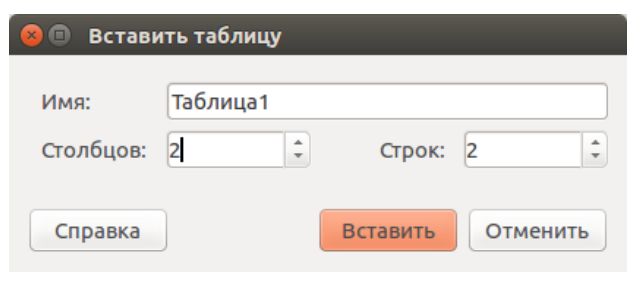 Вставить таблицу
Имя: Таблица1
Столбцов: 2 Строк: 2
Справка Вставить Отменить